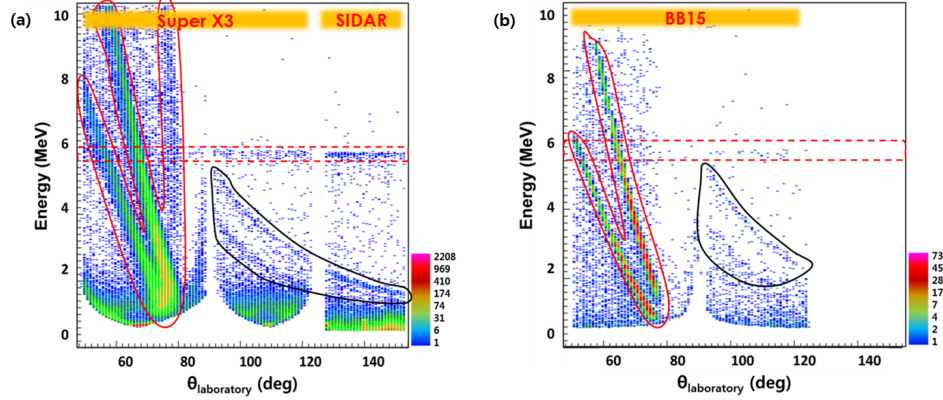 (a)
Super X3 SIDAR
Energy (MeV)
10
8
6
4
2
0
60 80 100 120 140
θlaboratory (deg)
2208
969
410
174
74
31
6
1
(b)
BB15
Energy (MeV)
10
8
6
4
2
0
60 80 100 120 140
θlaboratory (deg)
73
45
28
17
7
4
2
1